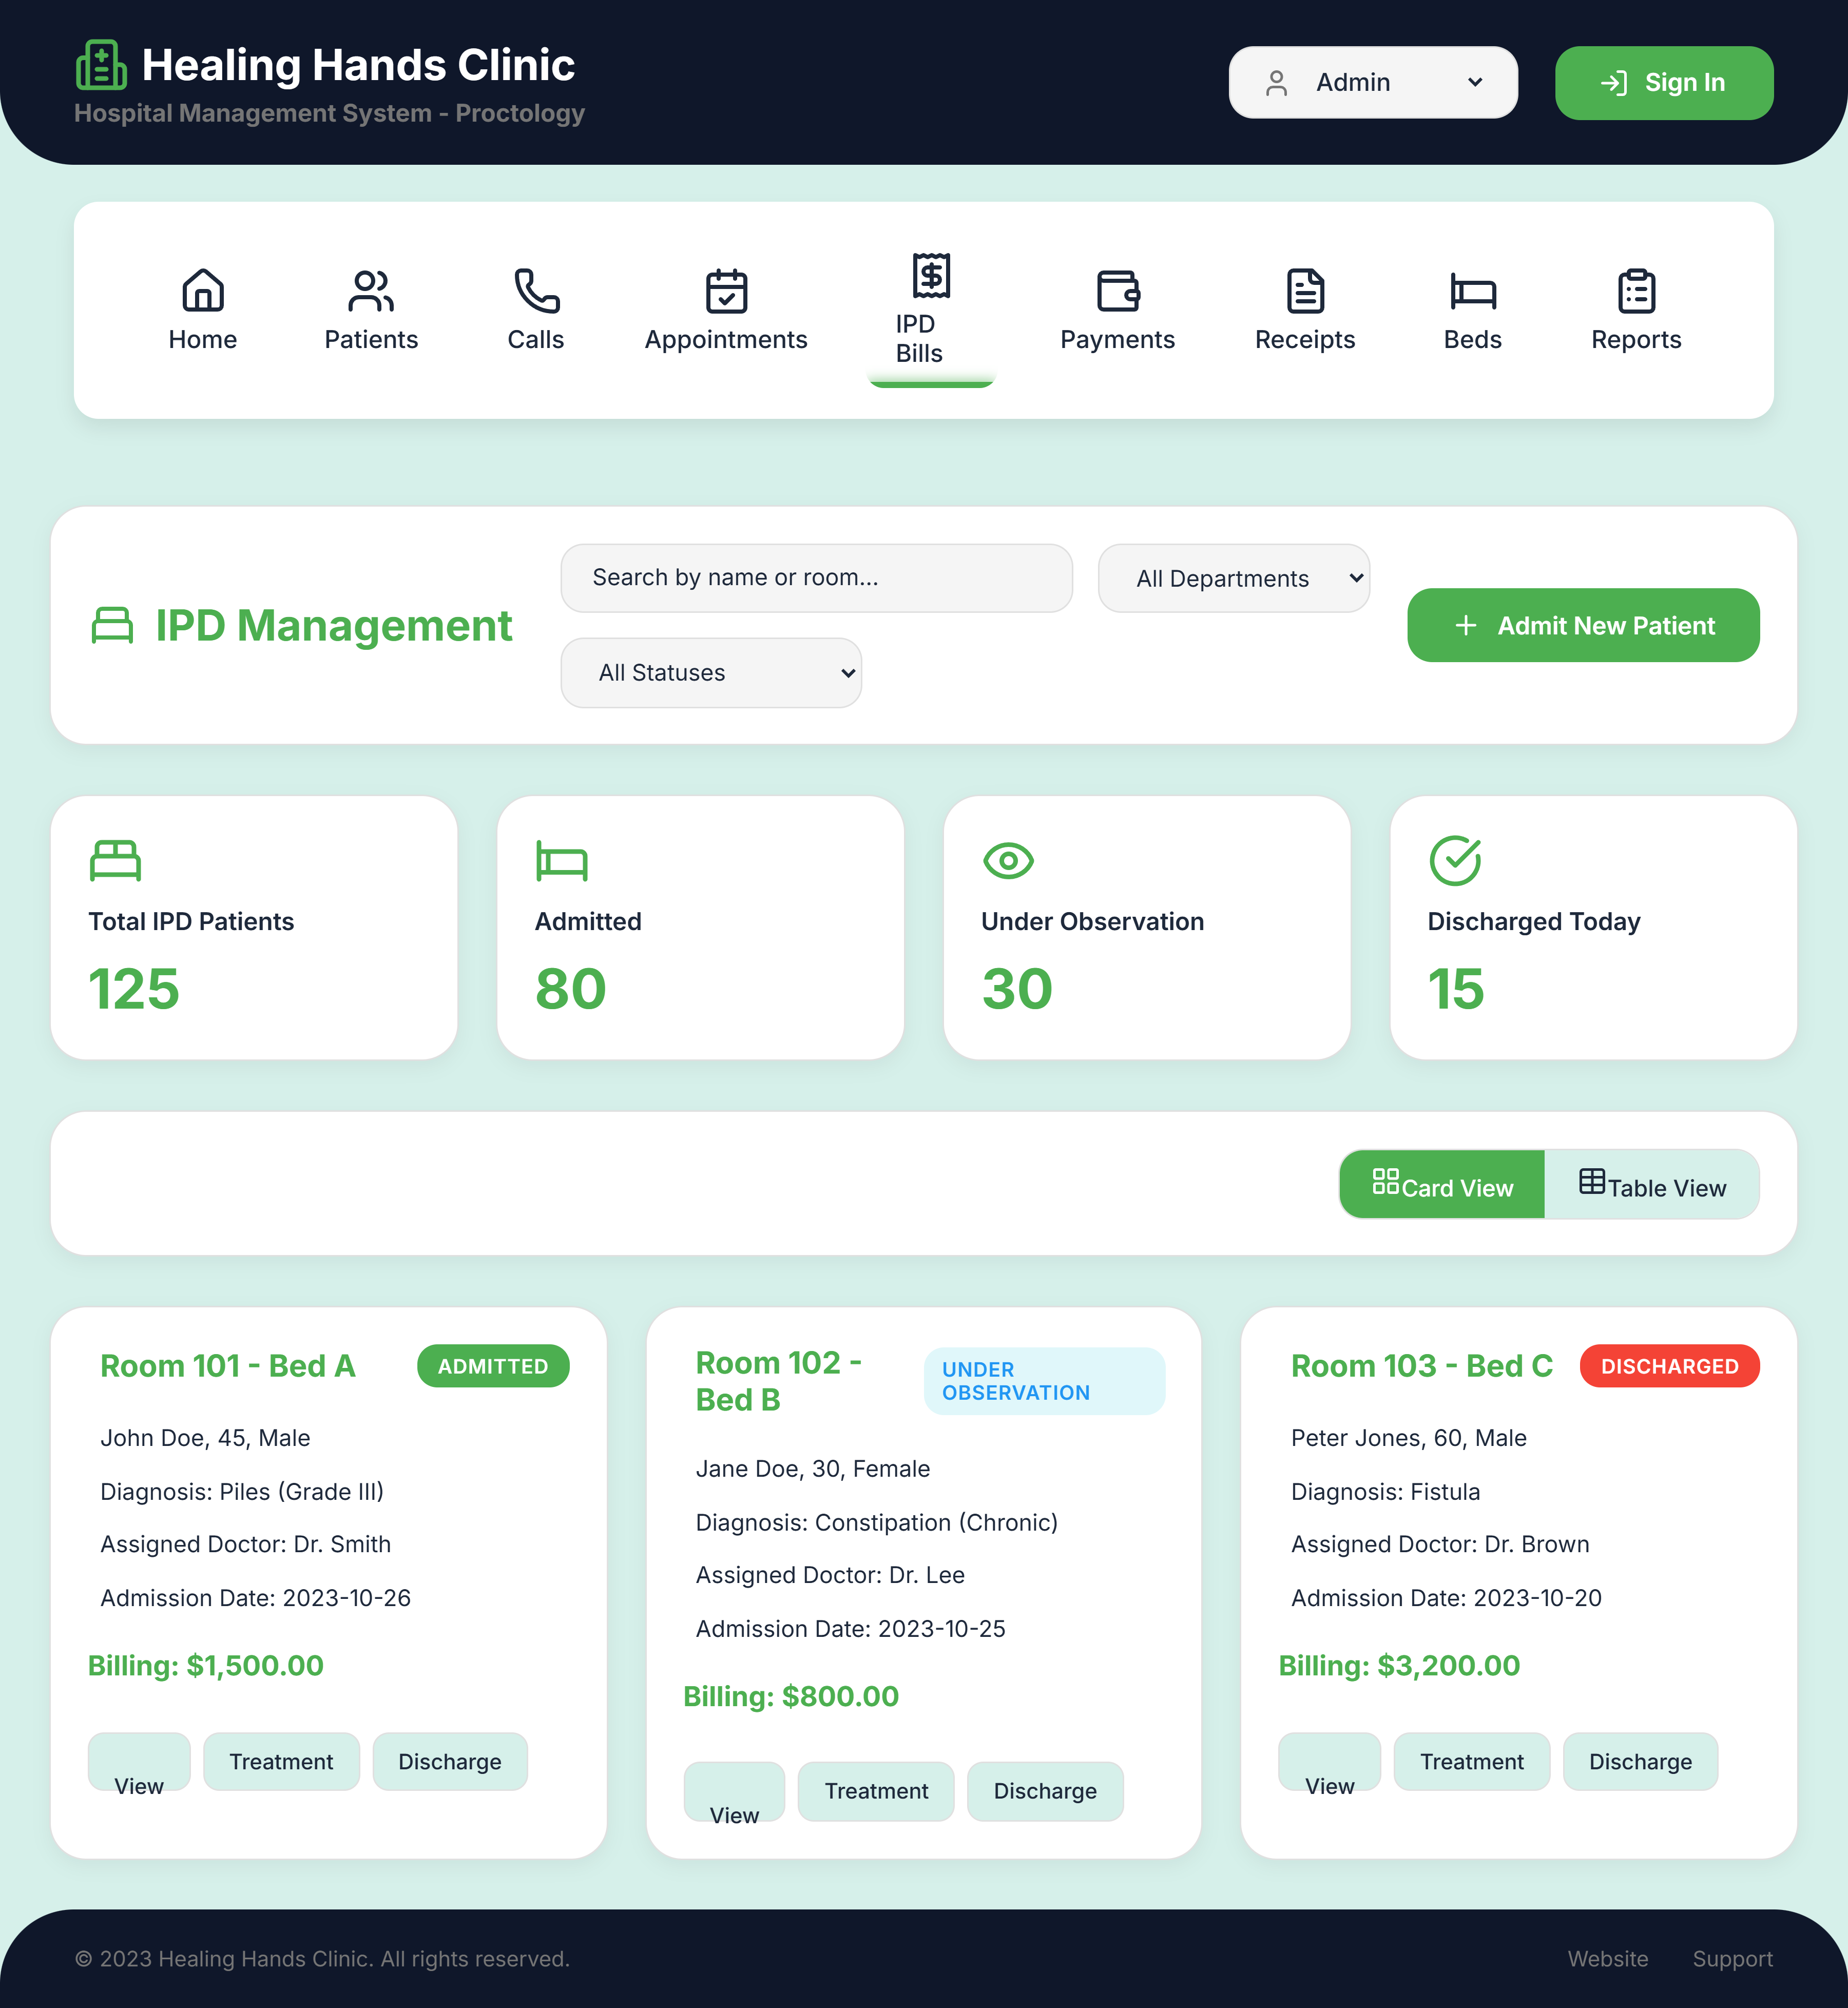 Healing Hands Clinic
Hospital Management System - Proctology
Admin
Sign In
Home
Patients
Calls
Appointments
IPD
Bills
Payments
Receipts
Beds
Reports
IPD Management
Search by name or room...
All Departments
All Statuses
Admit New Patient
Total IPD Patients
125
Admitted
80
Under Observation
30
Discharged Today
15
Card View
Table View
Room 101 - Bed A
ADMITTED
John Doe, 45, Male
Diagnosis: Piles (Grade III)
Assigned Doctor: Dr. Smith
Admission Date: 2023-10-26
Billing: $1,500.00
View
Treatment
Discharge
Room 102 -
Bed B
UNDER
OBSERVATION
Jane Doe, 30, Female
Diagnosis: Constipation (Chronic)
Assigned Doctor: Dr. Lee
Admission Date: 2023-10-25
Billing: $800.00
View
Treatment
Discharge
Room 103 - Bed C
DISCHARGED
Peter Jones, 60, Male
Diagnosis: Fistula
Assigned Doctor: Dr. Brown
Admission Date: 2023-10-20
Billing: $3,200.00
View
Treatment
Discharge
© 2023 Healing Hands Clinic. All rights reserved.
Website
Support